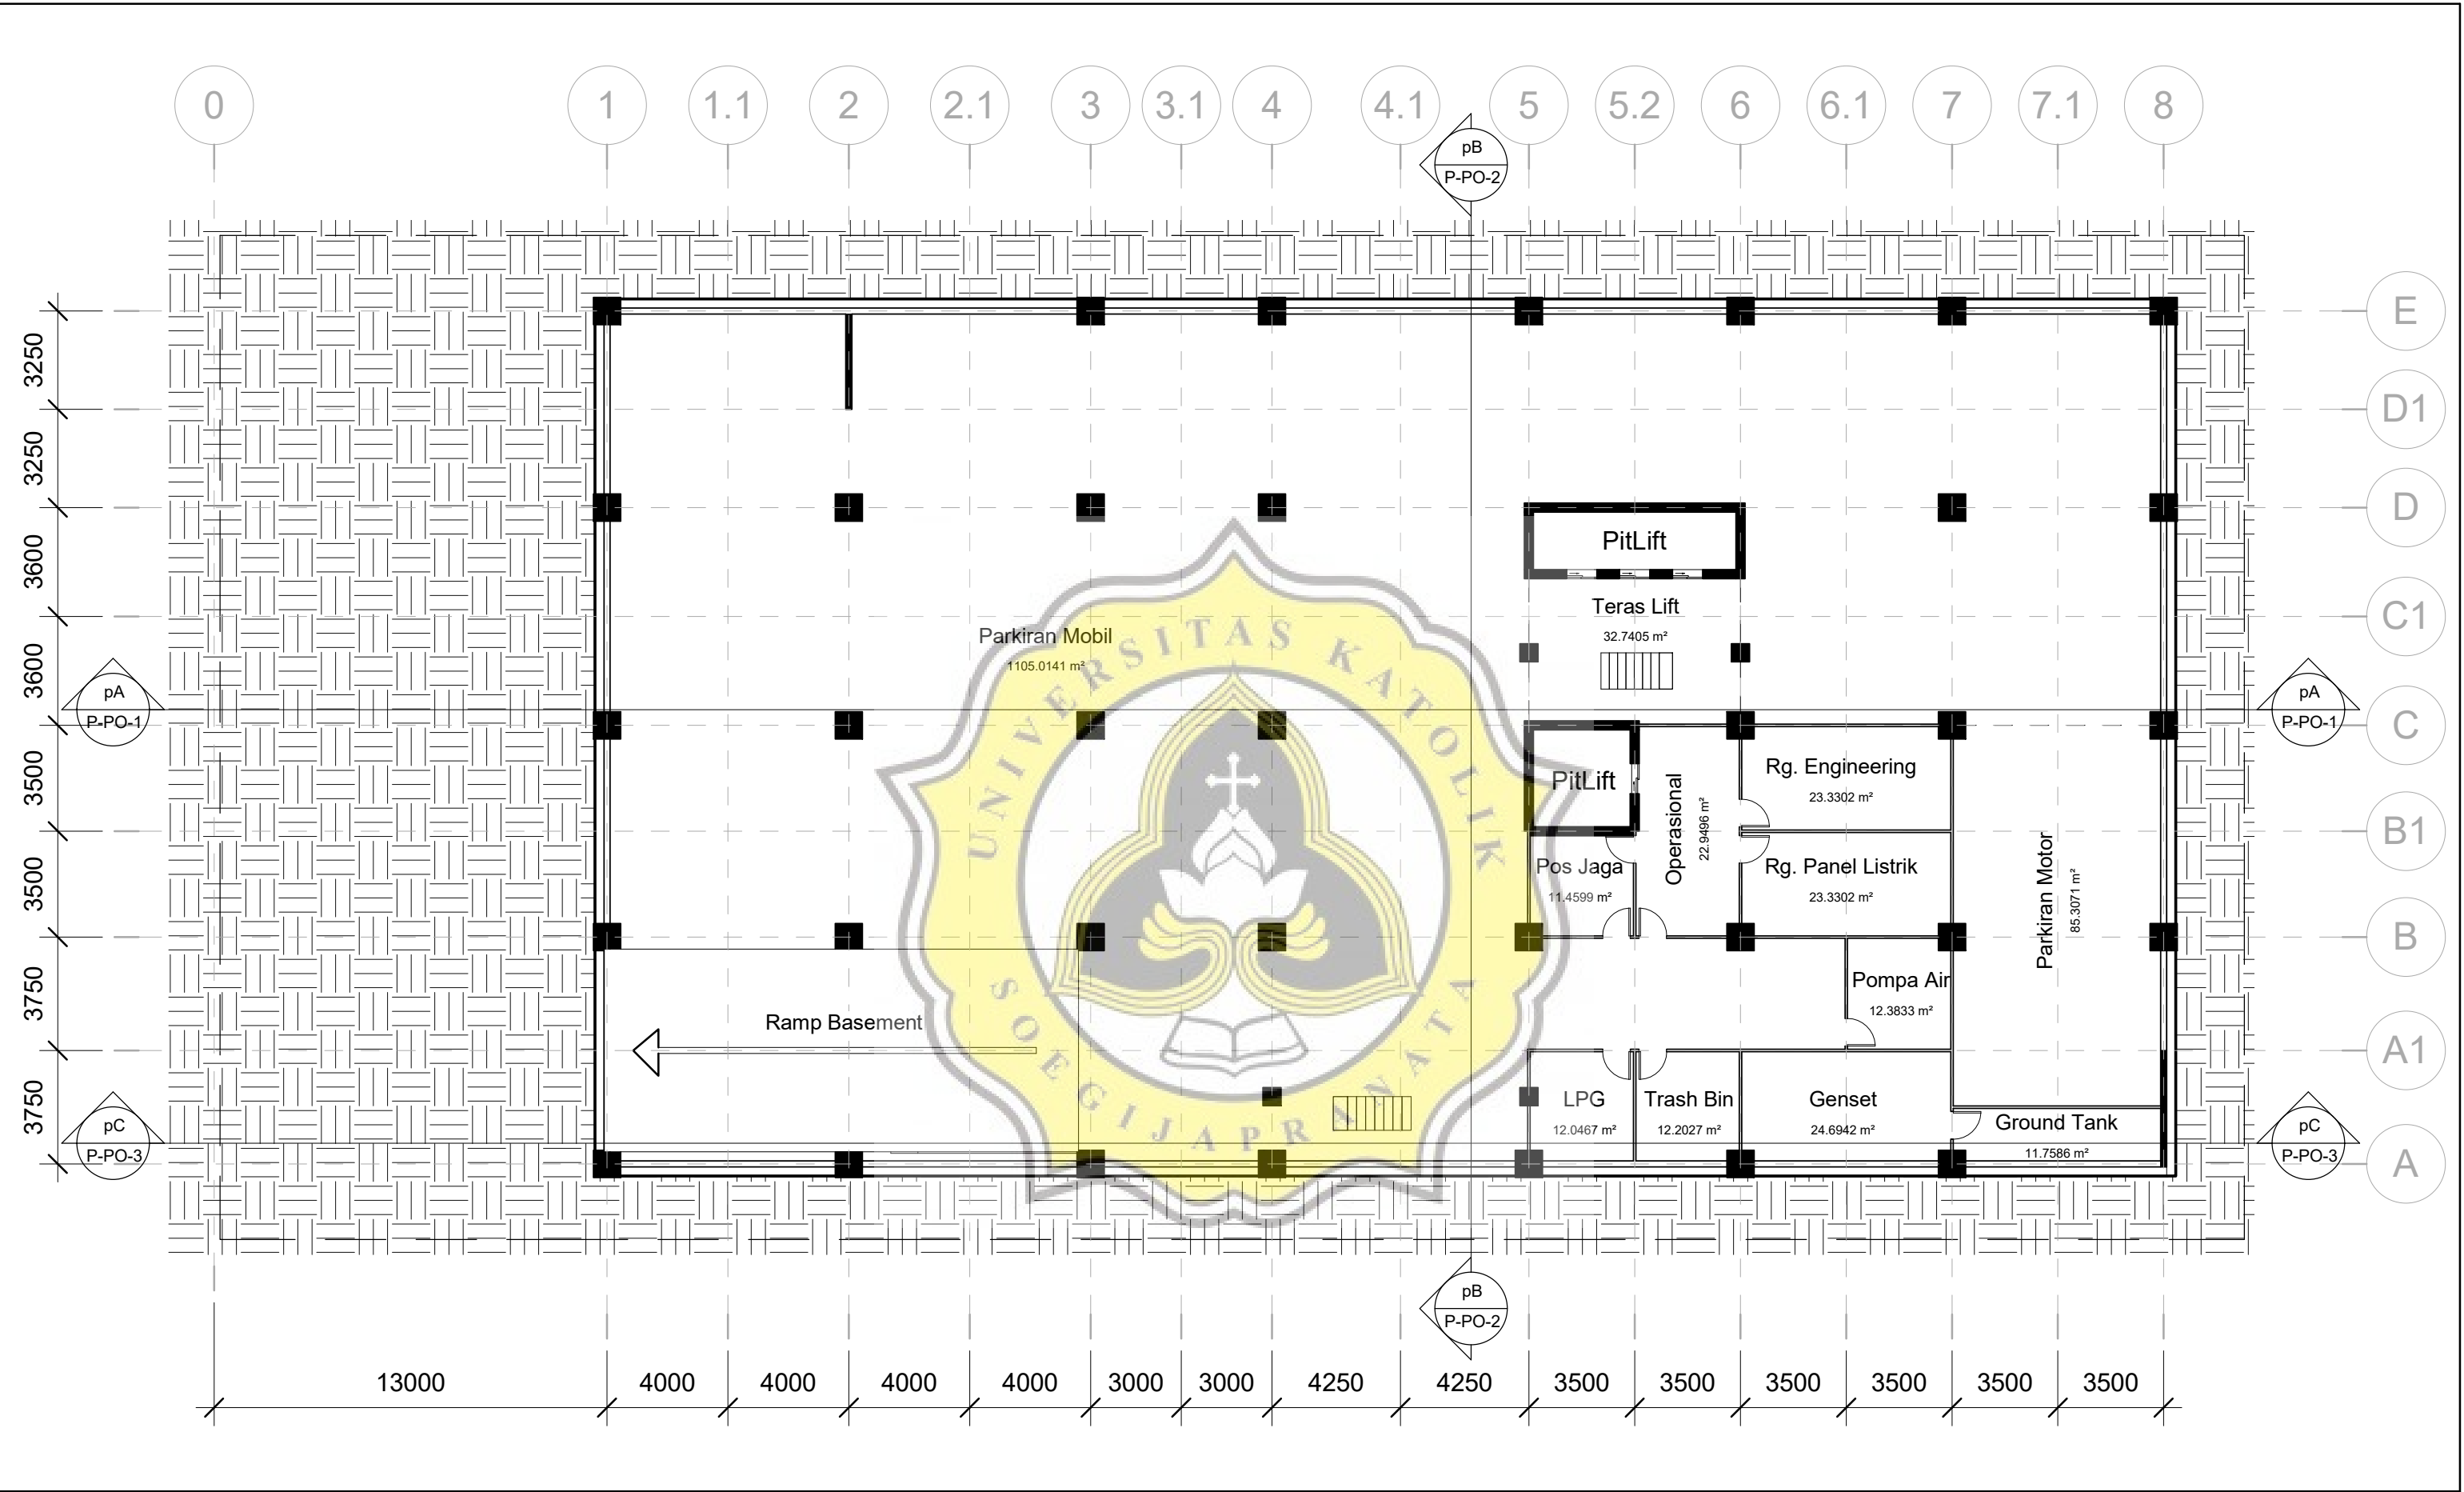 0
1
1.1
2
2.1
3
3.1
4
4.1
5
5.2
6
6.1
7
7.1
8
pB
P-PO-2
E
3250
D1
3250
D
PitLift
3600
Teras Lift
32.7405 m²
C1
Parkiran Mobil
1105.0141 m²
3600
pA
P-PO-1
pA
P-PO-1
C
UNIVERSITAS KATOLIK
SOEGIJAPRANATA
3500
PitLift
Operasional
22.9496 m²
Rg. Engineering
23.3302 m²
B1
3500
Pos Jaga
11.4599 m²
Rg. Panel Listrik
23.3302 m²
Parkiran Motor
85.3071 m²
B
3750
Pompa Air
12.3833 m²
Ramp Basement
A1
3750
LPG
12.0467 m²
Trash Bin
12.2027 m²
Genset
24.6942 m²
Ground Tank
11.7586 m²
pC
P-PO-3
pC
P-PO-3
A
pB
P-PO-2
13000
4000
4000
4000
4000
3000
3000
4250
4250
3500
3500
3500
3500
3500
3500